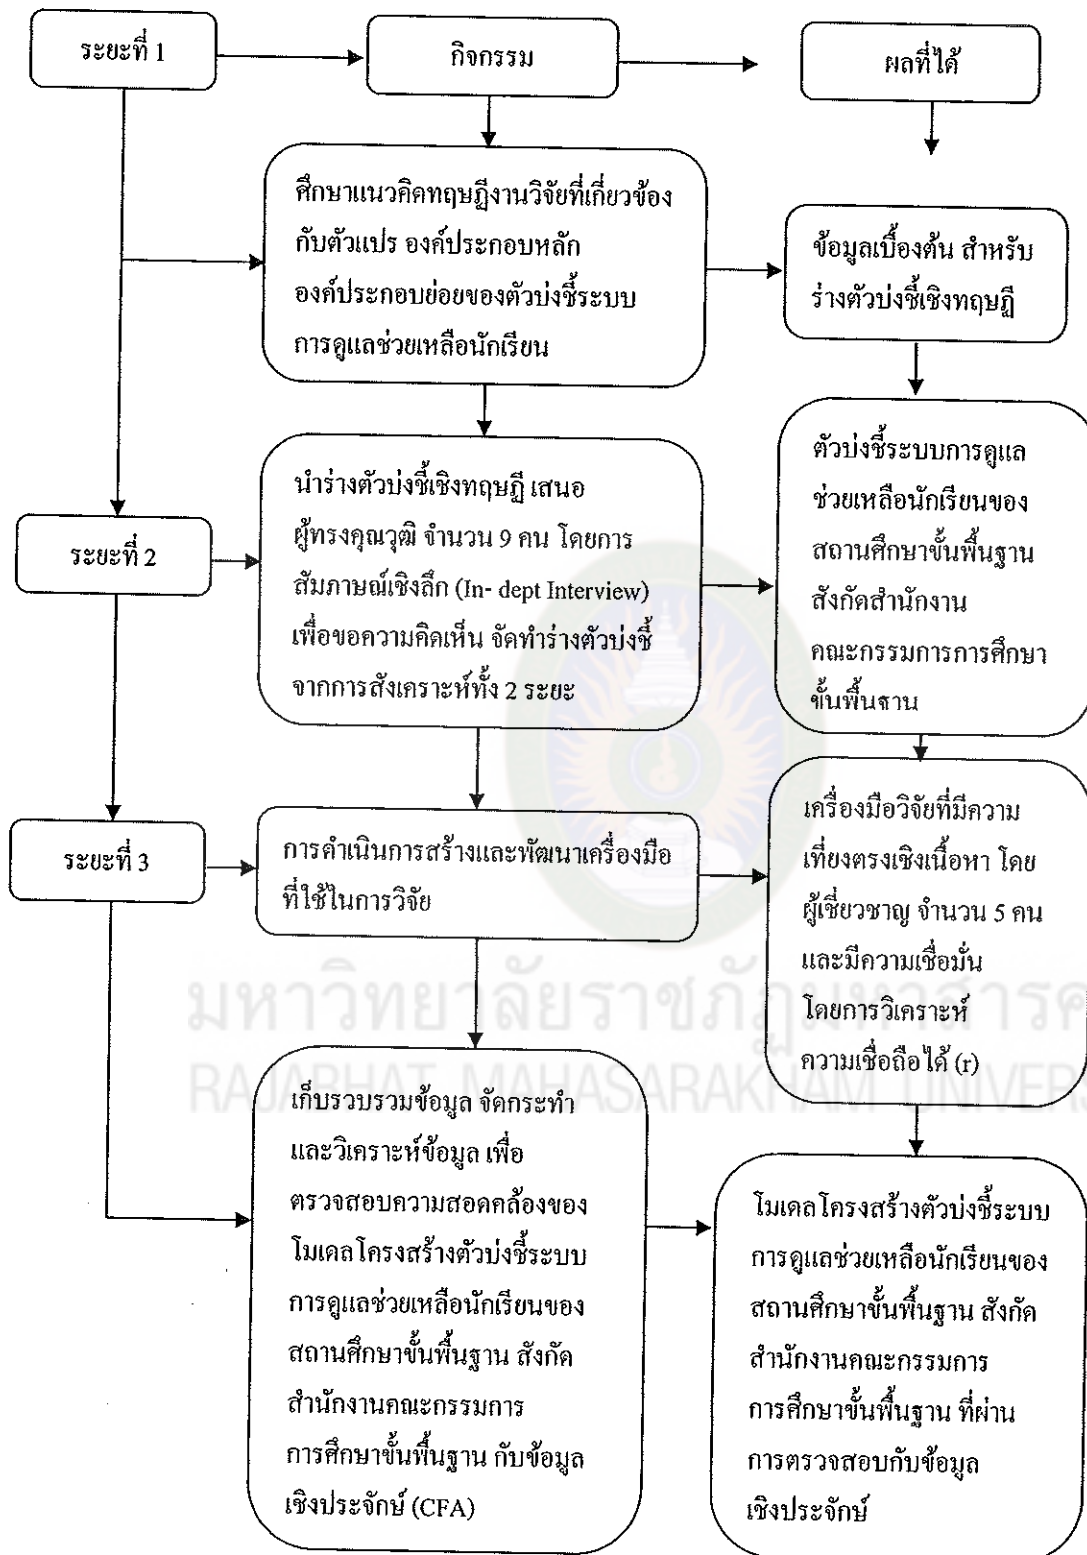 ระยะที่ 1
กิจกรรม
ผลที่ได้
ศึกษาแนวคิดทฤษฎีงานวิจัยที่เกี่ยวข้อง
กับตัวแปร องค์ประกอบหลัก
องค์ประกอบย่อยของตัวบ่งชี้ระบบ
การดูแลช่วยเหลือนักเรียน
ข้อมูลเบื้องต้น สำหรับ
ร่างตัวบ่งชี้เชิงทฤษฎี
ระยะที่ 2
นำร่างตัวบ่งชี้เชิงทฤษฎี เสนอ
ผู้ทรงคุณวุฒิ จำนวน 9 คน โดยการ
สัมภาษณ์เชิงลึก (In- dept Interview)
เพื่อขอความคิดเห็น จัดทำร่างตัวบ่งชี้
จากการสังเคราะห์ทั้ง 2 ระยะ
ตัวบ่งชี้ระบบการดูแล
ช่วยเหลือนักเรียนของ
สถานศึกษาขั้นพื้นฐาน
สังกัดสำนักงาน
คณะกรรมการการศึกษา
ขั้นพื้นฐาน
ระยะที่ 3
การดำเนินการสร้างและพัฒนาเครื่องมือ
ที่ใช้ในการวิจัย
เครื่องมือวิจัยที่มีความ
เที่ยงตรงเชิงเนื้อหา โดย
ผู้เชี่ยวชาญ จำนวน 5 คน
และมีความเชื่อมั่น
โดยการวิเคราะห์
ความเชื่อถือได้ (r)
มหาวิทยาลัยราชภัฏมหาสารค
RAJABHAT MAHASARAKHAM UNIVERS
เก็บรวบรวมข้อมูล จัดกระทำ
และวิเคราะห์ข้อมูล เพื่อ
ตรวจสอบความสอดคล้องของ
โมเดลโครงสร้างตัวบ่งชี้ระบบ
การดูแลช่วยเหลือนักเรียนของ
สถานศึกษาขั้นพื้นฐาน สังกัด
สำนักงานคณะกรรมการ
การศึกษาขั้นพื้นฐาน กับข้อมูล
เชิงประจักษ์ (CFA)
โมเดลโครงสร้างตัวบ่งชี้ระบบ
การดูแลช่วยเหลือนักเรียนของ
สถานศึกษาขั้นพื้นฐาน สังกัด
สำนักงานคณะกรรมการ
การศึกษาขั้นพื้นฐาน ที่ผ่าน
การตรวจสอบกับข้อมูล
เชิงประจักษ์